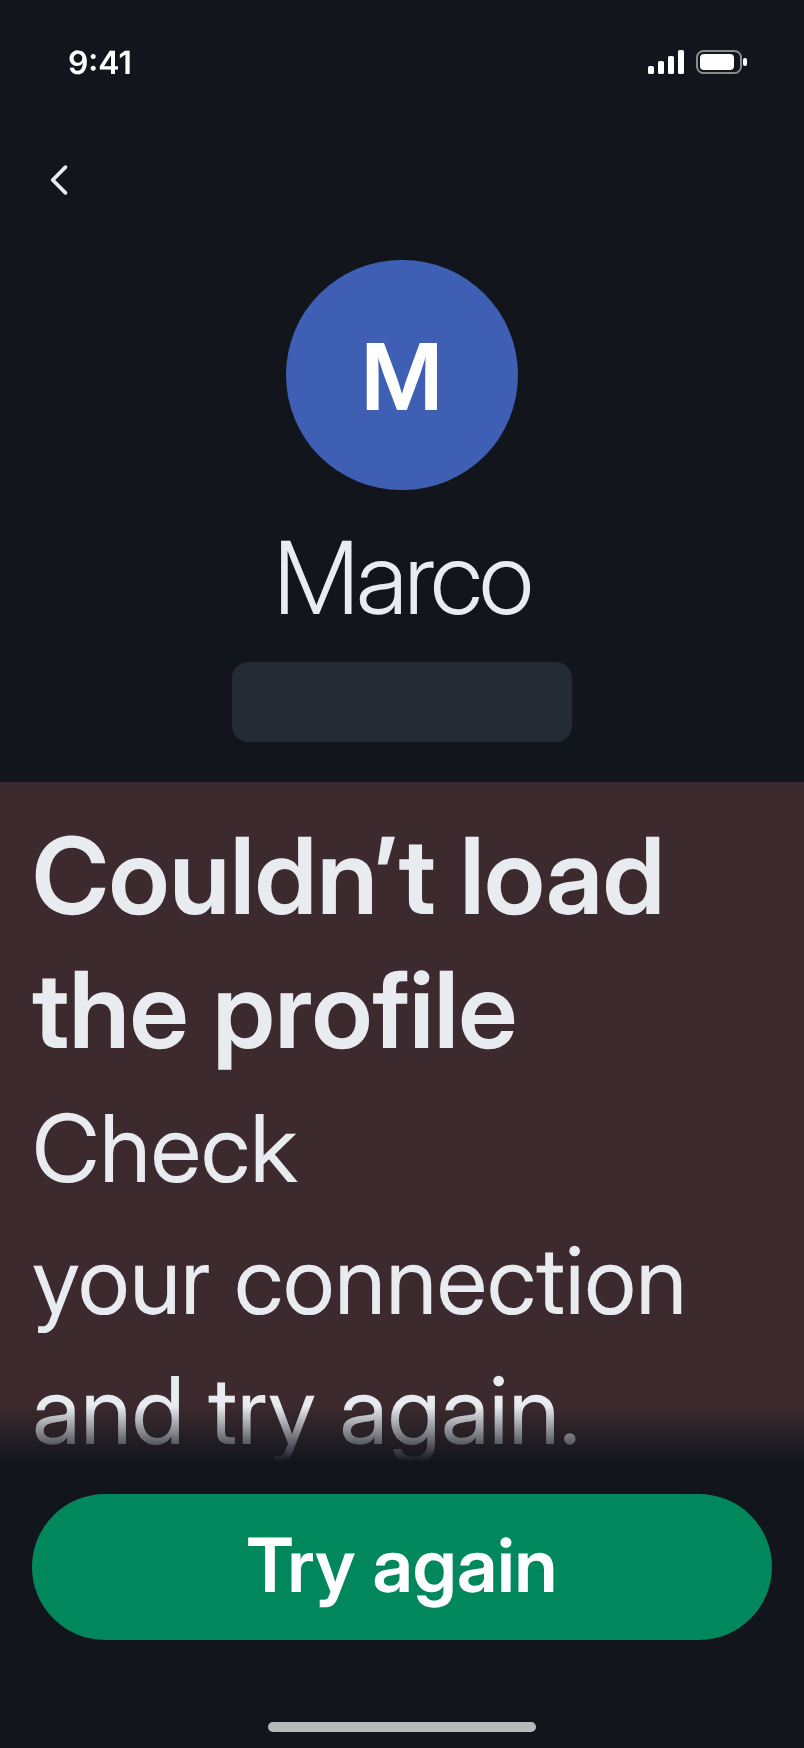 9:41
M
Marco
Couldn’t load
the profile
Check
your connection
and try again.
Try again